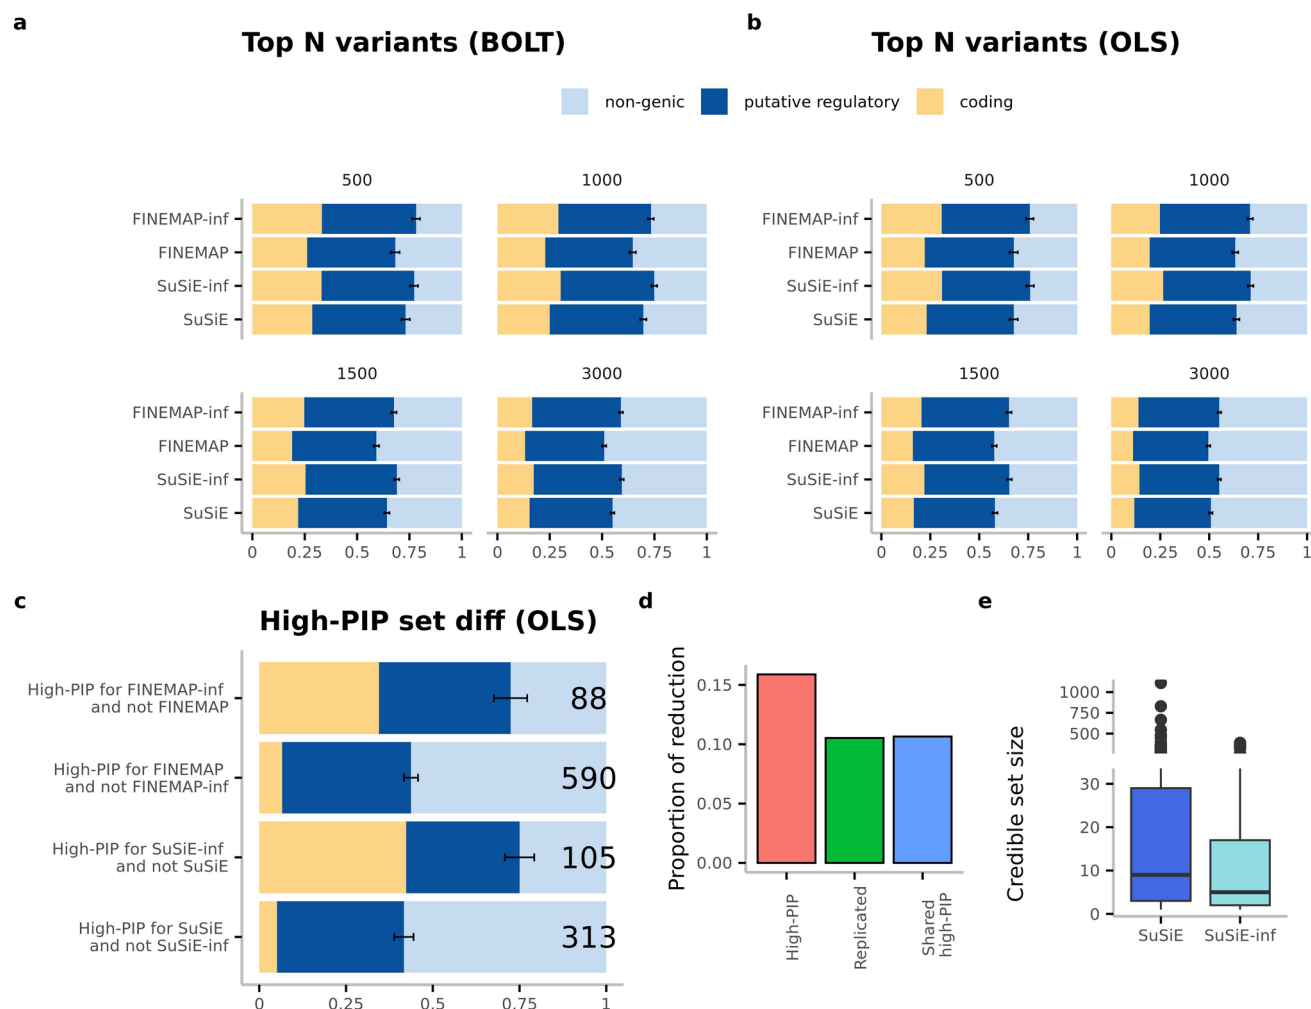 a
Top N variants (BOLT)
b
Top N variants (OLS)
non-genic
putative regulatory
coding
500
1000
FINEMAP-inf
FINEMAP
SuSiE-inf
SuSiE
1500
3000
FINEMAP-inf
FINEMAP
SuSiE-inf
SuSiE
0 0.25 0.5 0.75 1
0 0.25 0.5 0.75 1
500
1000
FINEMAP-inf
FINEMAP
SuSiE-inf
SuSiE
1500
3000
FINEMAP-inf
FINEMAP
SuSiE-inf
SuSiE
0 0.25 0.5 0.75 1
0 0.25 0.5 0.75 1
c
High-PIP set diff (OLS)
High-PIP for FINEMAP-inf
and not FINEMAP
88
High-PIP for FINEMAP
and not FINEMAP-inf
590
High-PIP for SuSiE-inf
and not SuSiE
105
High-PIP for SuSiE
and not SuSiE-inf
313
0 0.25 0.5 0.75 1
d
Proportion of reduction
0.15
0.10
0.05
0.00
High-PIP
Replicated
Shared
high-PIP
e
Credible set size
1000
750
500
30
20
10
0
SuSiE
SuSiE-inf